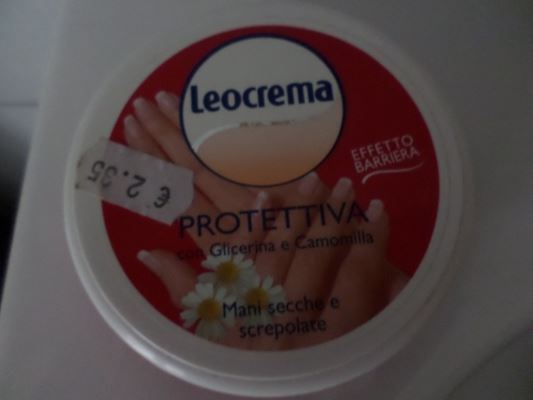 Leocrema
EFFETTO
BARRIERA
€ 2.35
PROTETTIVA
con Glicerina e Camomilla
Mani secche e
screpolate